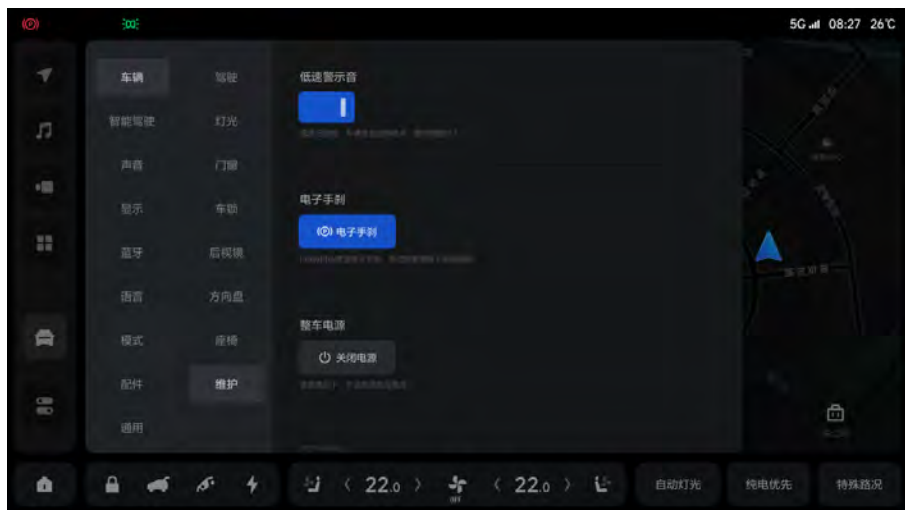 5G 08:27 26℃
车辆
智能驾驶
声音
显示
蓝牙
语言
模式
配件
通用
驾驶
灯光
门窗
车锁
后视镜
方向盘
座椅
维护
低速警示音
电子手刹
电子手刹
整车电源
关闭电源
22.0
OFF
22.0
自动灯光
纯电优先
特殊路况